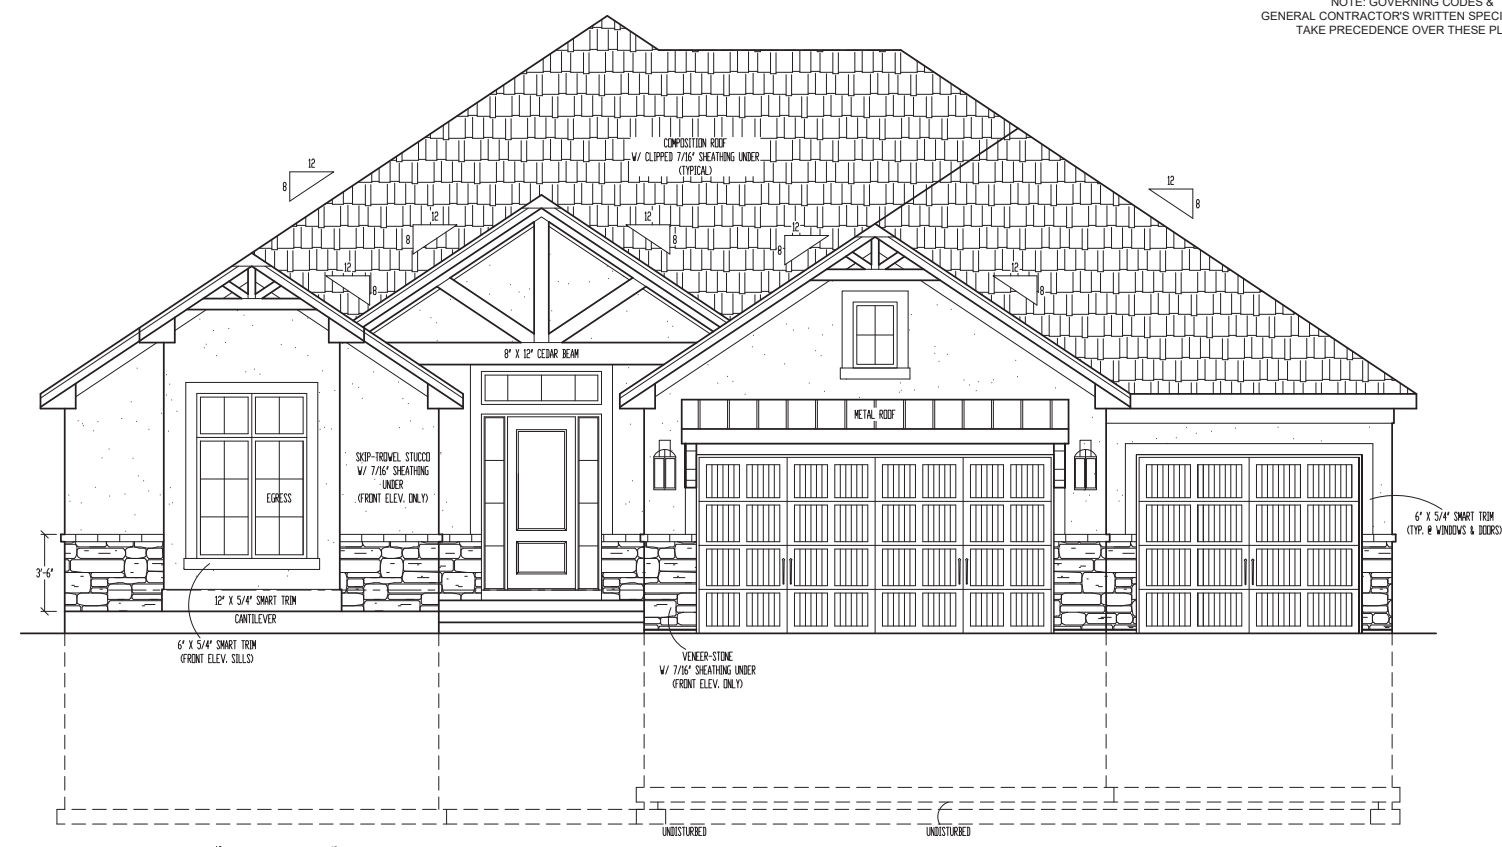 NOTE: GOVERNING CODES &
GENERAL CONTRACTOR'S WRITTEN SPECI
TAKE PRECEDENCE OVER THESE PL
COMPOSITION ROOF
W/ CLIPPED 7/16" SHEATHING UNDER
(TYPICAL)
12
8
12
8
12
8
12
8
12
8
12
8
12
8
8" X 12" CEDAR BEAM
METAL ROOF
SKIP-TROWEL STUCCO
W/ 7/16" SHEATHING
UNDER
(FRONT ELEV. ONLY)
EGRESS
6" X 5/4" SMART TRIM
(TYP. @ WINDOWS & DOORS)
3'-6"
12" X 5/4" SMART TRIM
CANTILEVER
6" X 5/4" SMART TRIM
(FRONT ELEV. SILLS)
VENEER-STONE
W/ 7/16" SHEATHING UNDER
(FRONT ELEV. ONLY)
UNDISTURBED
UNDISTURBED